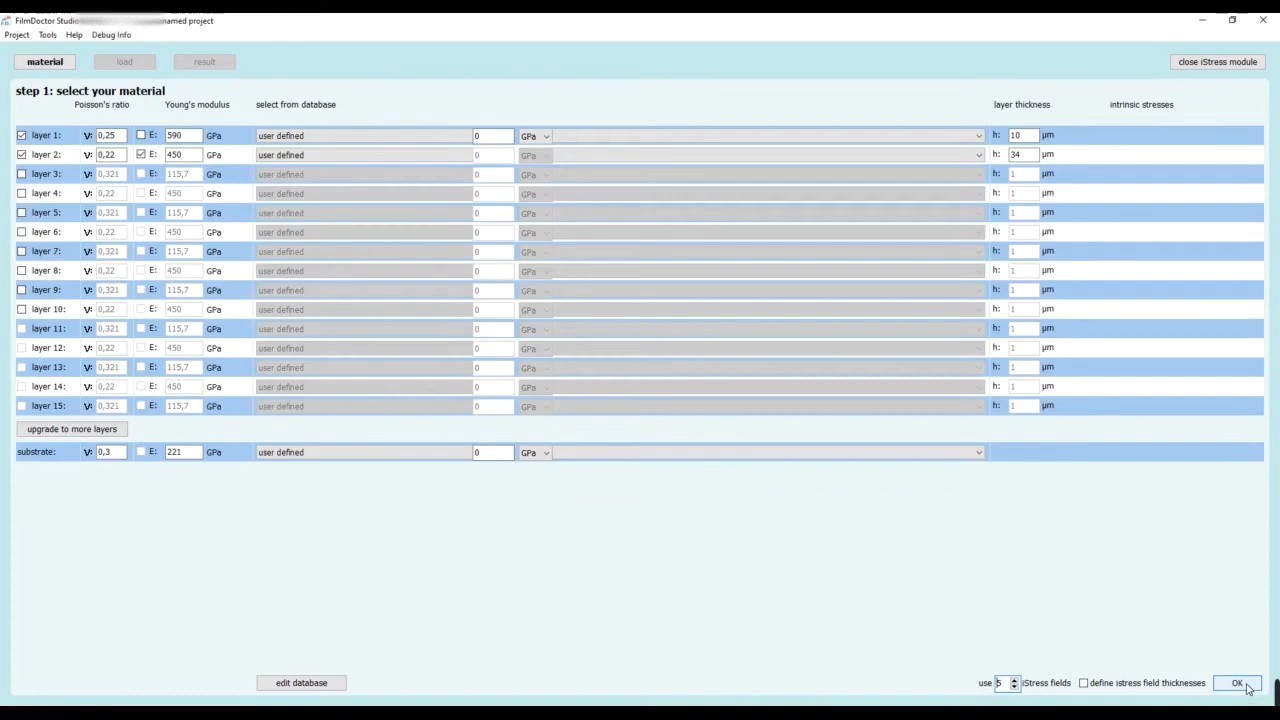 FilmDoctor Studio named project
Project Tools Help Debug Info
material load result close iStress module
step 1: select your material
Poisson's ratio Young's modulus select from database layer thickness intrinsic stresses
layer 1: ν: 0,25 E: 590 GPa user defined 0 GPa h: 10 µm
layer 2: ν: 0,22 E: 450 GPa user defined 0 GPa h: 34 µm
layer 3: ν: 0,321 E: 115,7 GPa user defined 0 GPa h: 1 µm
layer 4: ν: 0,22 E: 450 GPa user defined 0 GPa h: 1 µm
layer 5: ν: 0,321 E: 115,7 GPa user defined 0 GPa h: 1 µm
layer 6: ν: 0,22 E: 450 GPa user defined 0 GPa h: 1 µm
layer 7: ν: 0,321 E: 115,7 GPa user defined 0 GPa h: 1 µm
layer 8: ν: 0,22 E: 450 GPa user defined 0 GPa h: 1 µm
layer 9: ν: 0,321 E: 115,7 GPa user defined 0 GPa h: 1 µm
layer 10: ν: 0,22 E: 450 GPa user defined 0 GPa h: 1 µm
layer 11: ν: 0,321 E: 115,7 GPa user defined 0 GPa h: 1 µm
layer 12: ν: 0,22 E: 450 GPa user defined 0 GPa h: 1 µm
layer 13: ν: 0,321 E: 115,7 GPa user defined 0 GPa h: 1 µm
layer 14: ν: 0,22 E: 450 GPa user defined 0 GPa h: 1 µm
layer 15: ν: 0,321 E: 115,7 GPa user defined 0 GPa h: 1 µm
upgrade to more layers
substrate: ν: 0,3 E: 221 GPa user defined 0 GPa
edit database use 5 iStress fields define istress field thicknesses OK